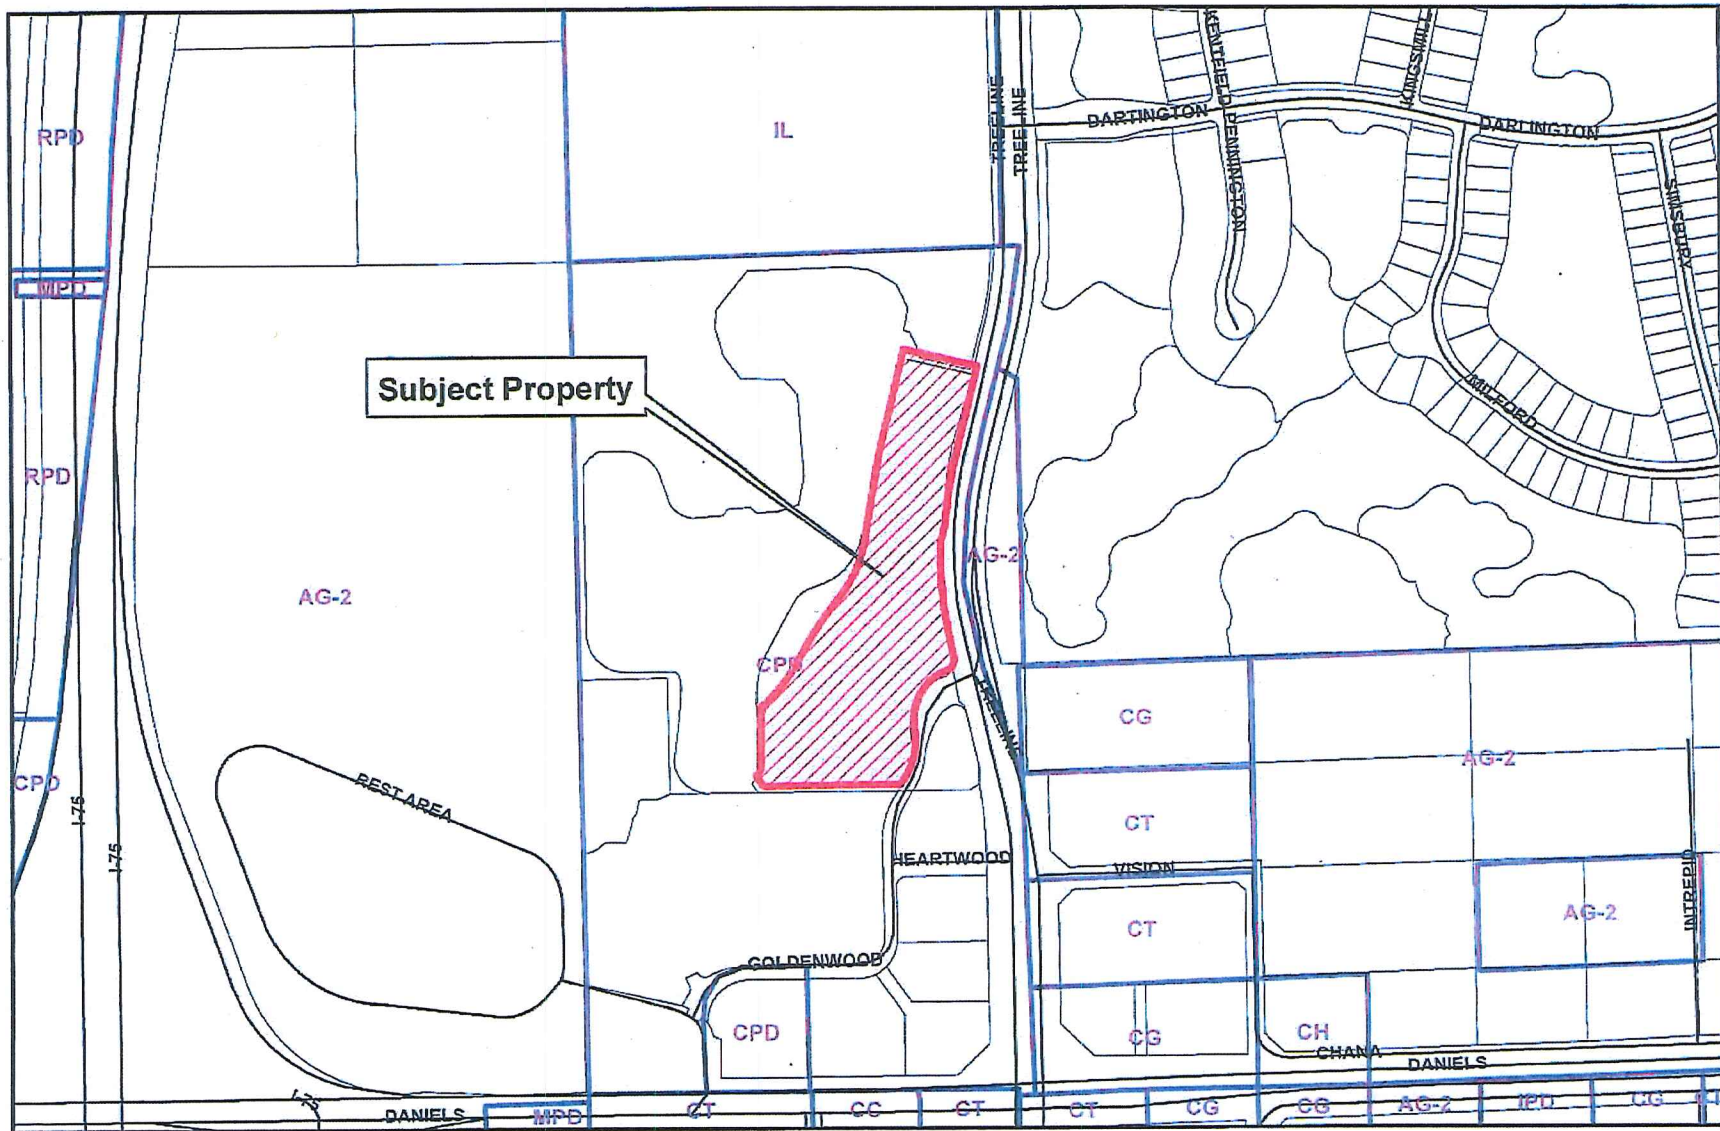 KENTFIELD
KINGSMILL
TREELINE
TREELINE
DARTINGTON
DARLINGTON
RPD
IL
PENNINGTON
SIMSBURY
MPD
Subject Property
MILFORD
RPD
AG-2
AG-2
CPD
TREELINE
CG
AG-2
CPD
REST AREA
I-75
I-75
CT
HEARTWOOD
VISION
INTREPID
AG-2
CT
GOLDENWOOD
CPD
CG
CH
CHANA
DANIELS
I-75
DANIELS
MPD
CT
CC
CT
CT
CG
CG
AG-2
IPD
CG